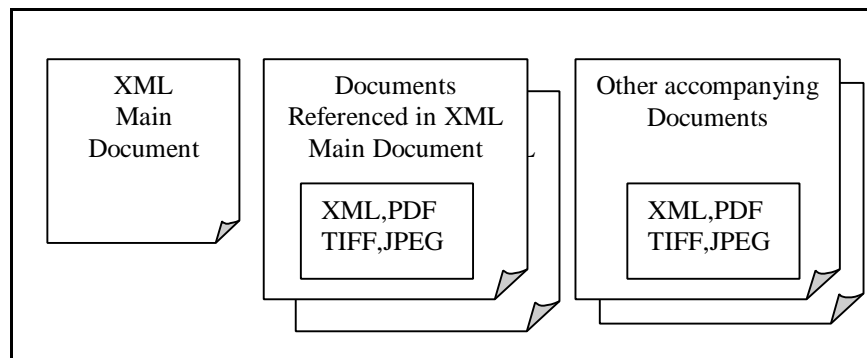 XML
Main
Document
Documents
Referenced in XML
Main Document
XML,PDF
TIFF,JPEG
Other accompanying
Documents
XML,PDF
TIFF,JPEG